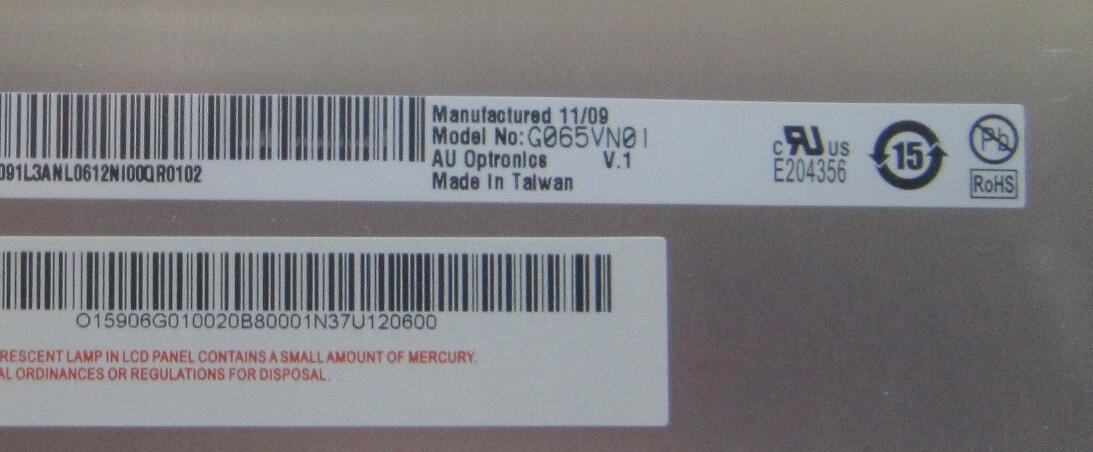 Manufactured 11/09
Model No:G065VN01
AU Optronics V.1
Made In Taiwan
091L3ANL0612NI00QR0102
c RU US
E204356
15
Pb
RoHS
O15906G010020B80001N37U120600
RESCENT LAMP IN LCD PANEL CONTAINS A SMALL AMOUNT OF MERCURY.
AL ORDINANCES OR REGULATIONS FOR DISPOSAL.